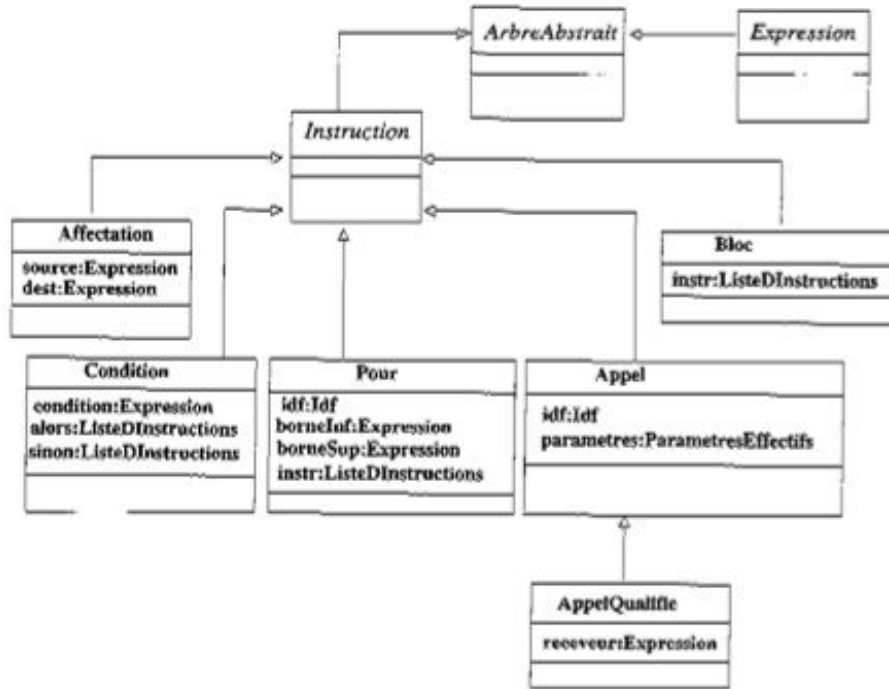 ArbreAbstrait
Expression
Instruction
Affectation
source:Expression
dest:Expression
Bloc
instr:ListeDInstructions
Condition
condition:Expression
alors:ListeDInstructions
sinon:ListeDInstructions
Pour
idf:Idf
borneInf:Expression
borneSup:Expression
instr:ListeDInstructions
Appel
idf:Idf
parametres:ParametresEffectifs
AppelQualifie
receveur:Expression